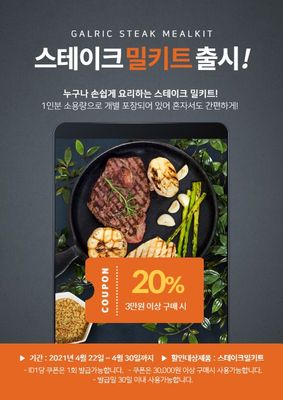 GALRIC STEAK MEALKIT
스테이크 밀키트 출시!
누구나 손쉽게 요리하는 스테이크 밀키트!
1인분 소용량으로 개별 포장되어 있어 혼자서도 간편하게!
COUPON
20%
3만원 이상 구매 시
▶ 기간 : 2021년 4월 22일 ~ 4월 30일까지 ▶ 할인대상제품 : 스테이크밀키트
- ID1당 쿠폰은 1회 발급가능합니다. - 쿠폰은 30,000원 이상 구매시 사용가능합니다.
- 발급일 30일 이내 사용가능합니다.